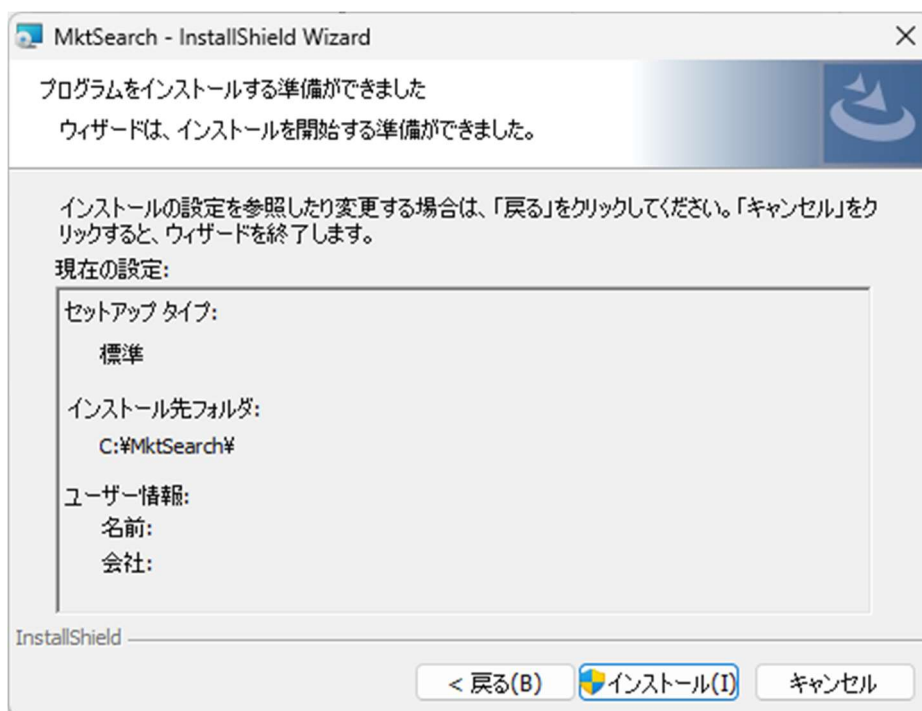 MktSearch - InstallShield Wizard
プログラムをインストールする準備ができました
ウィザードは、インストールを開始する準備ができました。
インストールの設定を参照したり変更する場合は、「戻る」をクリックしてください。「キャンセル」をク
リックすると、ウィザードを終了します。
現在の設定:
セットアップ タイプ:
標準
インストール先フォルダ:
C:¥MktSearch¥
ユーザー情報:
名前:
会社:
InstallShield
< 戻る(B)
インストール(I)
キャンセル